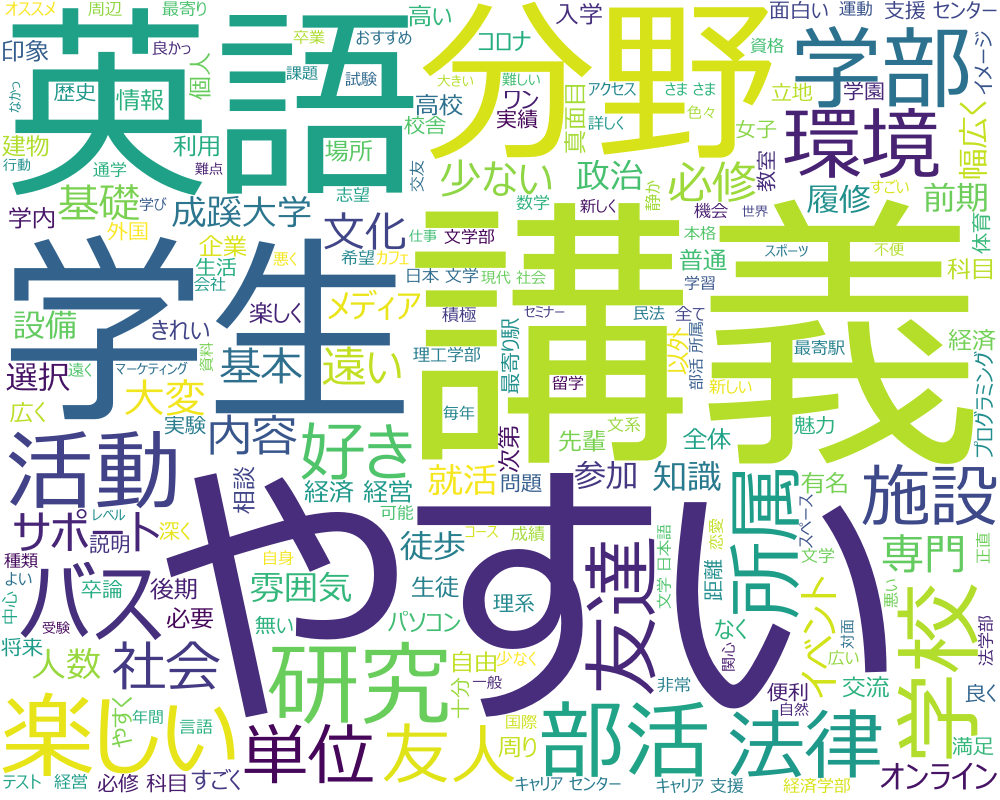 オススメ 周辺 最寄り 高い 入学 面白い 運動 支援 センター
印象 良かっ 卒業 おすすめ コロナ 資格 イメージ
英語 分野 学部
なかっ 歴史 情報 個人 課題 試験 大きい 難しい アクセス さま さま 立地 学園
高校 ワン 色々
建物 利用 場所 校舎 実績 真面目 詳しく 女子 環境 幅広く
行動 通学 難点 交友 少ない 政治 必修 教室
基礎 志望 数学 静か 履修 すごい 前期
学内 学び 成蹊大学 文化 新しく 機会 世界 体育
外国 企業 仕事 文学部 本格 スポーツ 不便
生活 悪く 希望 カフェ 日本 文学 現代 社会 普通 科目
会社 学習
学生 講義
設備 楽しく メディア 積極 セミナー 民法 全て
きれい 理工学部 最寄り駅 以外 部活 所属 最寄駅 経済
選択 遠く マーケティング 資料 基本 遠い 留学 新しい プログラミング
広く 大変 毎年 魅力
実験 内容 好き 次第 先輩 文系 全体
活動 相談 経済 経営 就活 問題 参加 知識 所属 有名 施設
サポート レベル 可能 コース 成績 恋愛 スペース
種類 説明 深く 自身 徒歩 専門 正直
よい 中心 バス 卒論 後期 やすい 雰囲気 生徒 理系 友達 文学 日本語 距離 文学 悪い
受験 必要 無い パソコン なく 対面 イベント 学校 法学部
将来 人数 社会 研究 自由 少なく 関心 広い
十分 一般 非常 便利 交流 良く
楽しい やすく 年間 言語 単位 友人 国際 周り 部活 自然 法律 満足
テスト 経営 必修 科目 すごく キャリア センター キャリア 支援 経済学部 オンライン